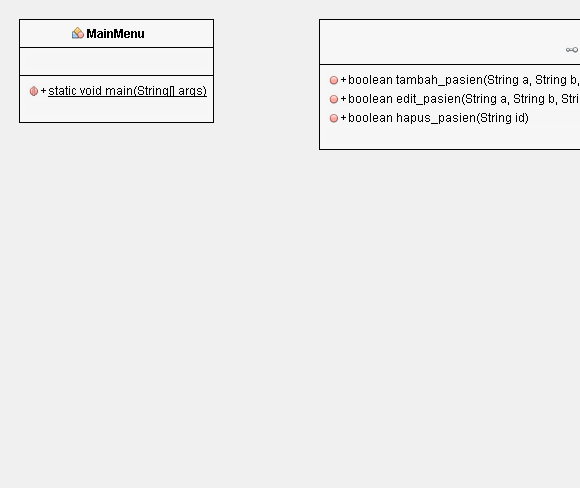 MainMenu
+static void main(String[] args)
+boolean tambah_pasien(String a, String b,
+boolean edit_pasien(String a, String b, Stri
+boolean hapus_pasien(String id)